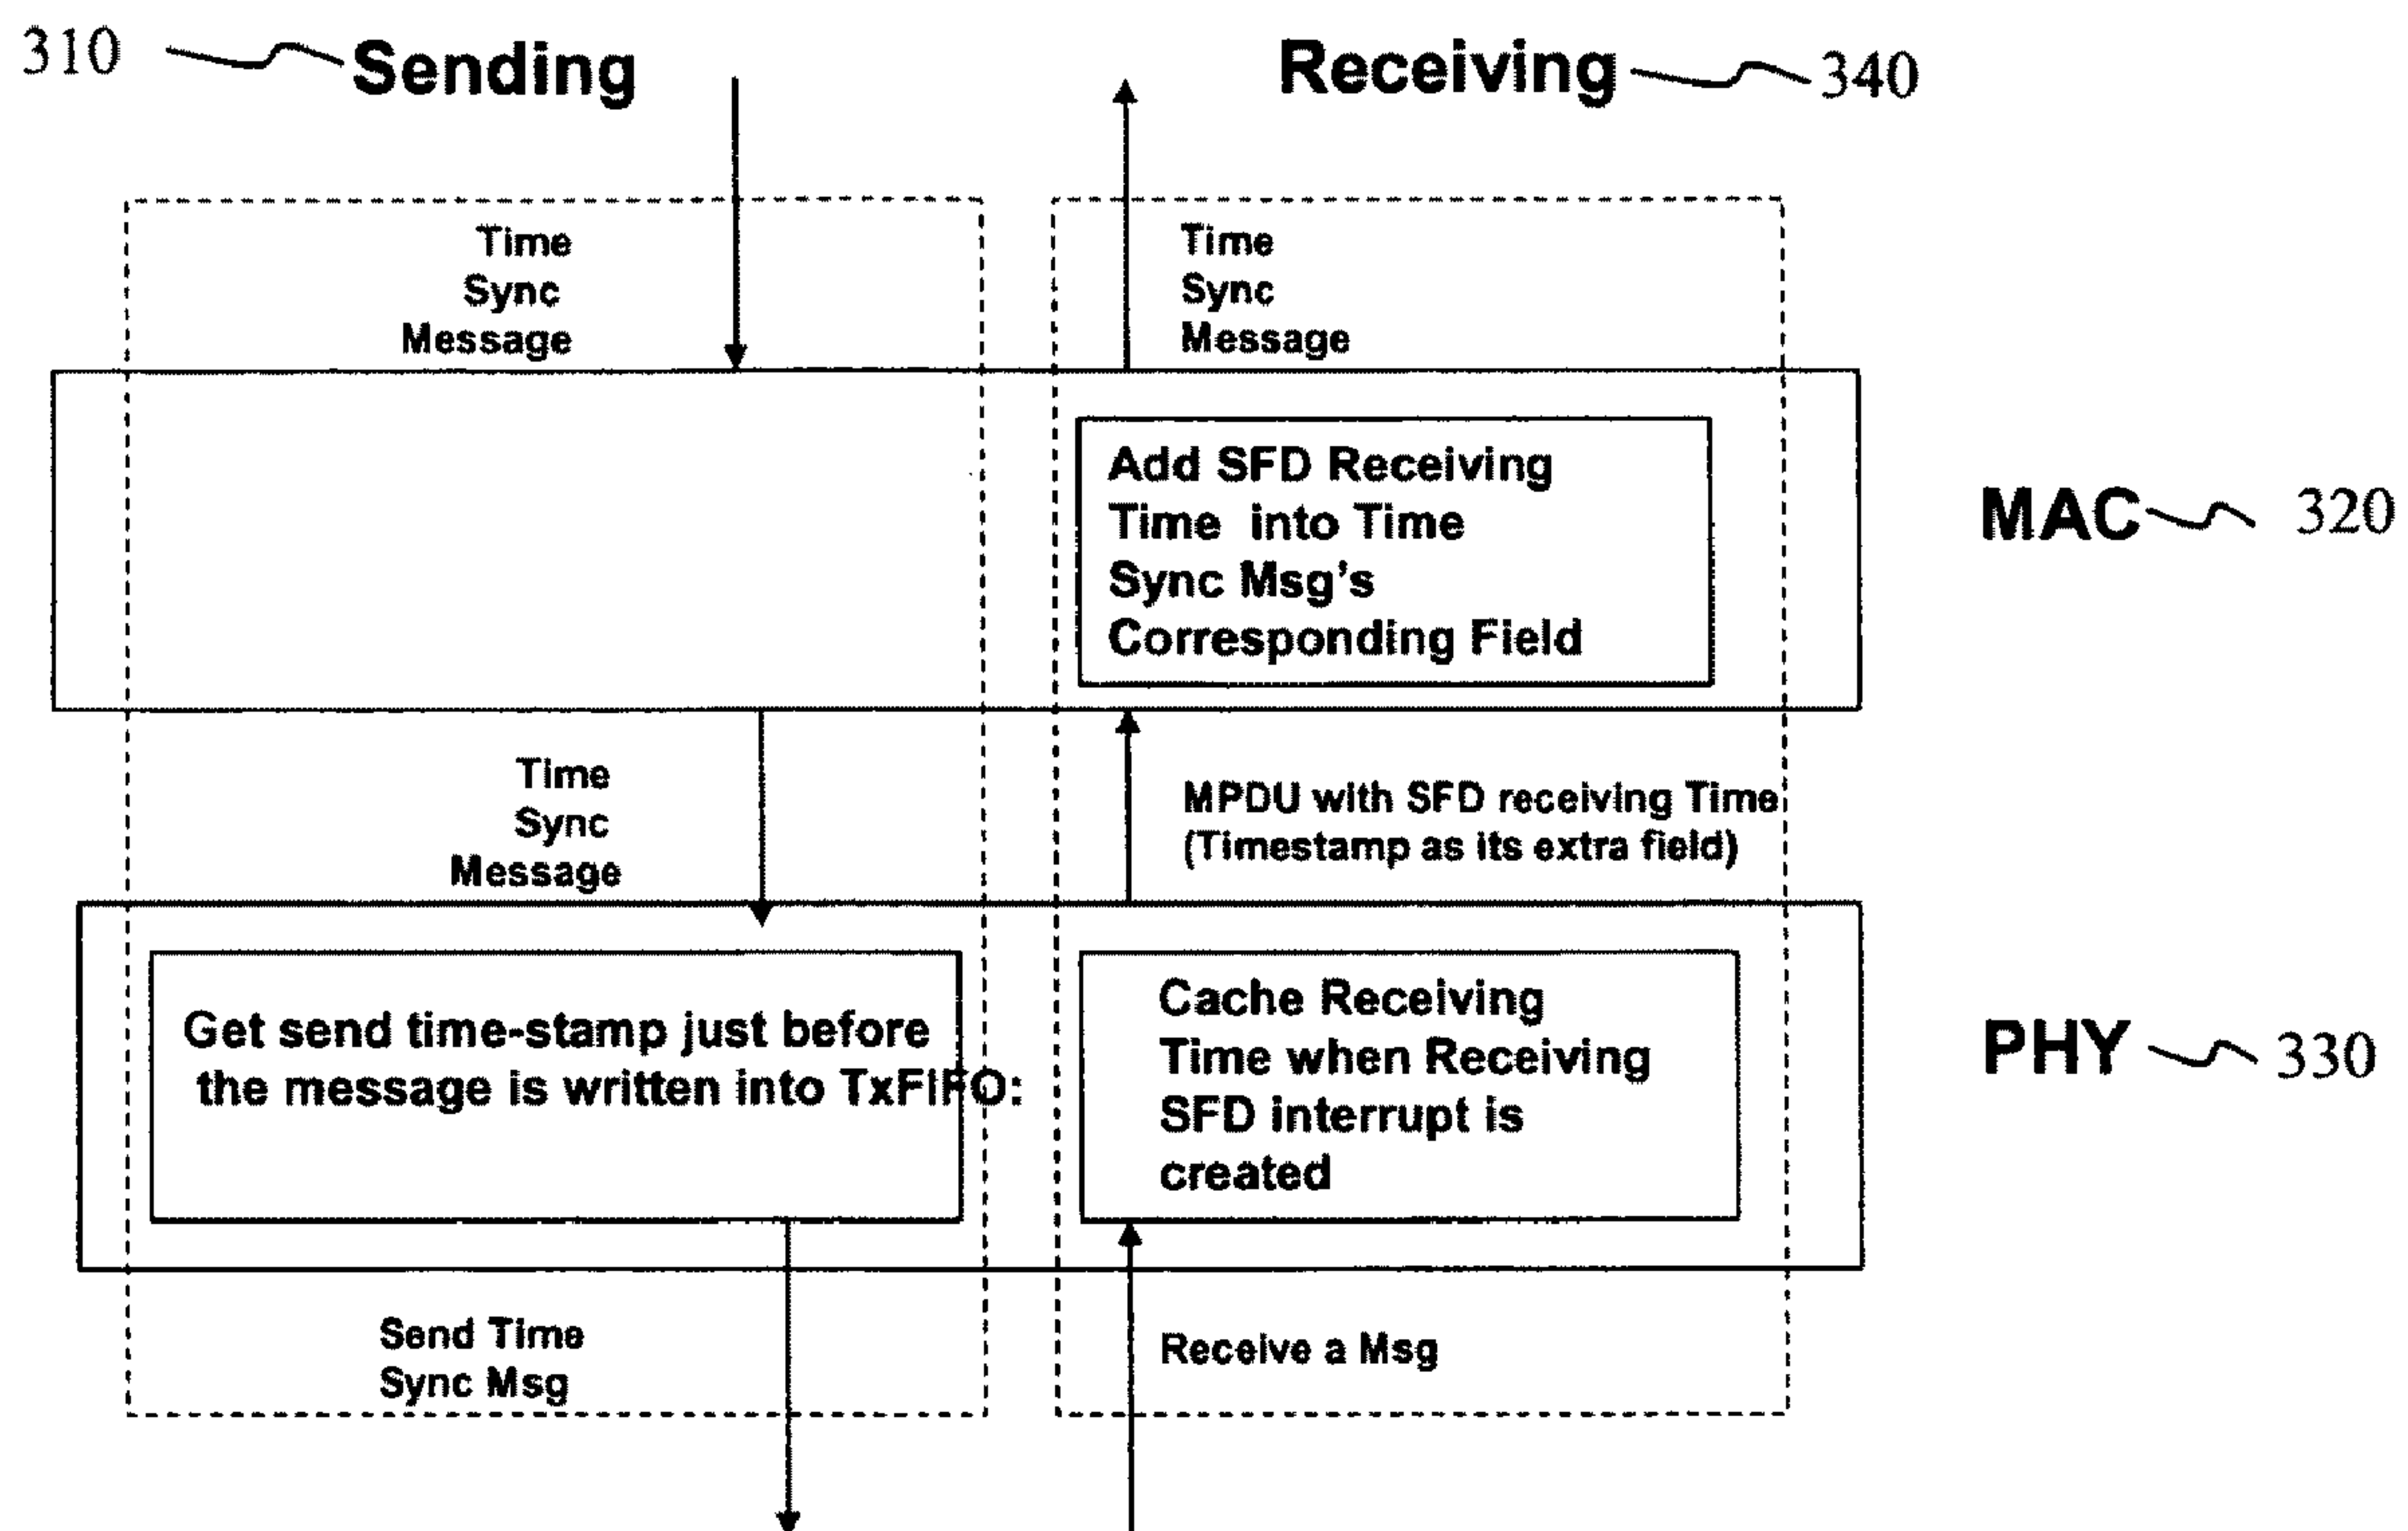 310
Sending
Receiving
340
Time
Sync
Message
Time
Sync
Message
Add SFD Receiving
Time into Time
Sync Msg's
Corresponding Field
MAC
320
Time
Sync
Message
MPDU with SFD receiving Time
(Timestamp as its extra field)
Get send time-stamp just before
the message is written into TxFIFO:
Cache Receiving
Time when Receiving
SFD interrupt is
created
PHY
330
Send Time
Sync Msg
Receive a Msg